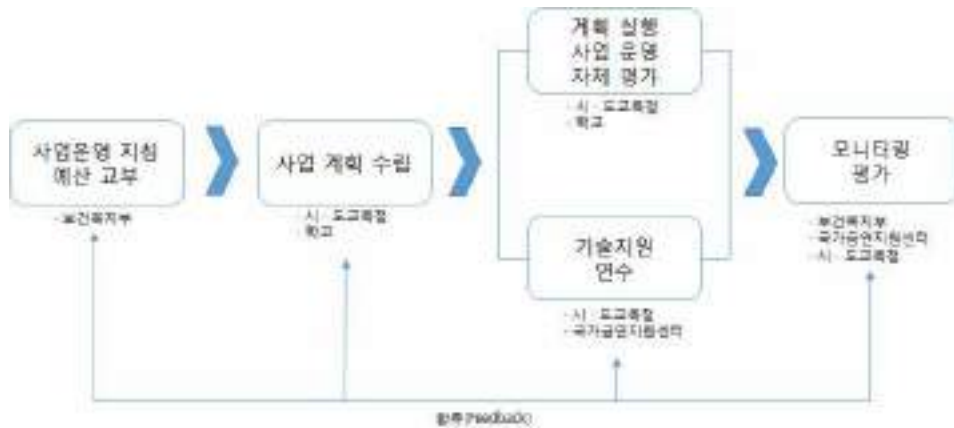 사업운영 지침
예산 교부
- 보건복지부
사업 계획 수립
- 시 · 도교육청
- 학교
계획 실행
사업 운영
자체 평가
- 시 · 도교육청
- 학교
기술지원
연수
- 시 · 도교육청
- 국가금연지원센터
모니터링
평가
- 보건복지부
- 국가금연지원센터
- 시 · 도교육청
(Feedback)